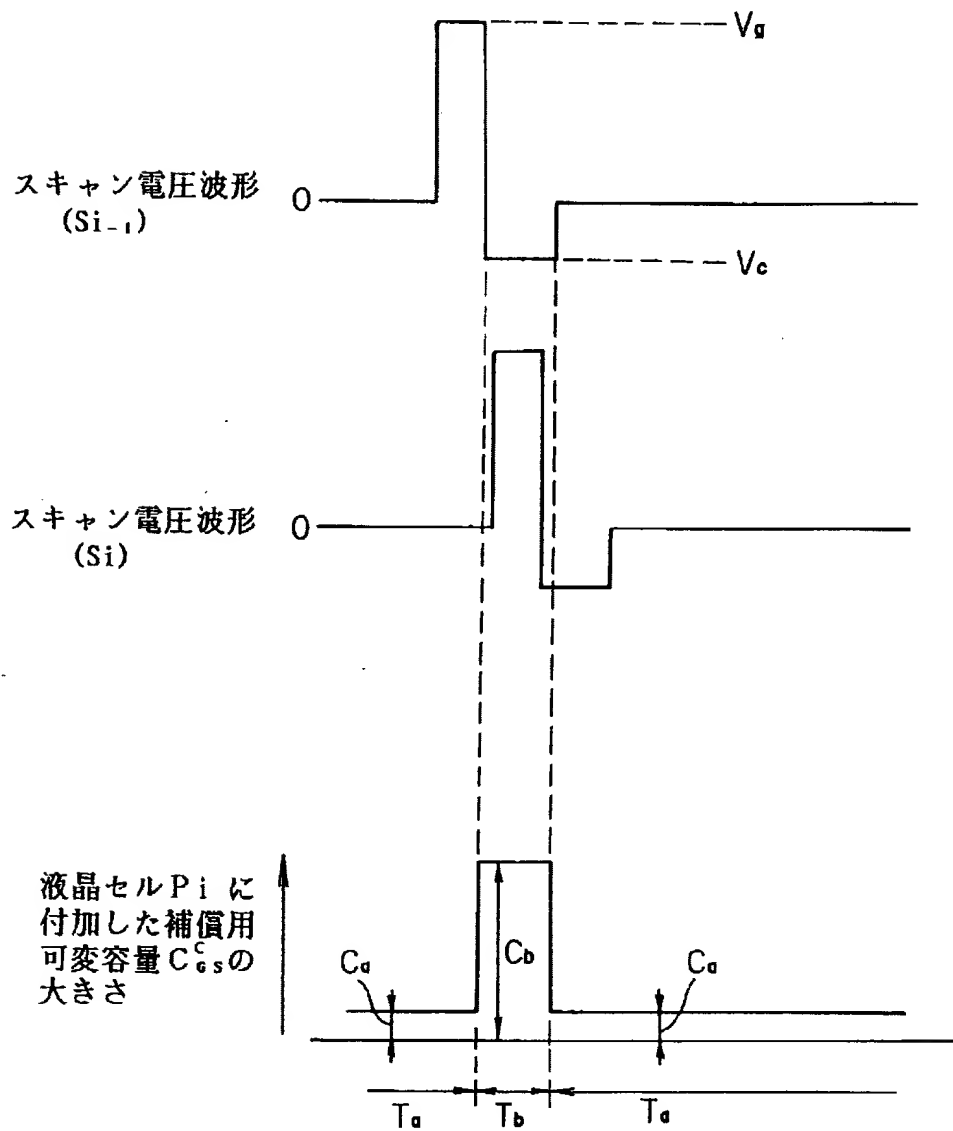 Vg
スキャン電圧波形
(Si-1)
0
Vc
スキャン電圧波形
(Si)
0
液晶セルPi に
付加した補償用
可変容量CᶜGSの
大きさ
Ca
Cb
Ca
Ta
Tb
Ta